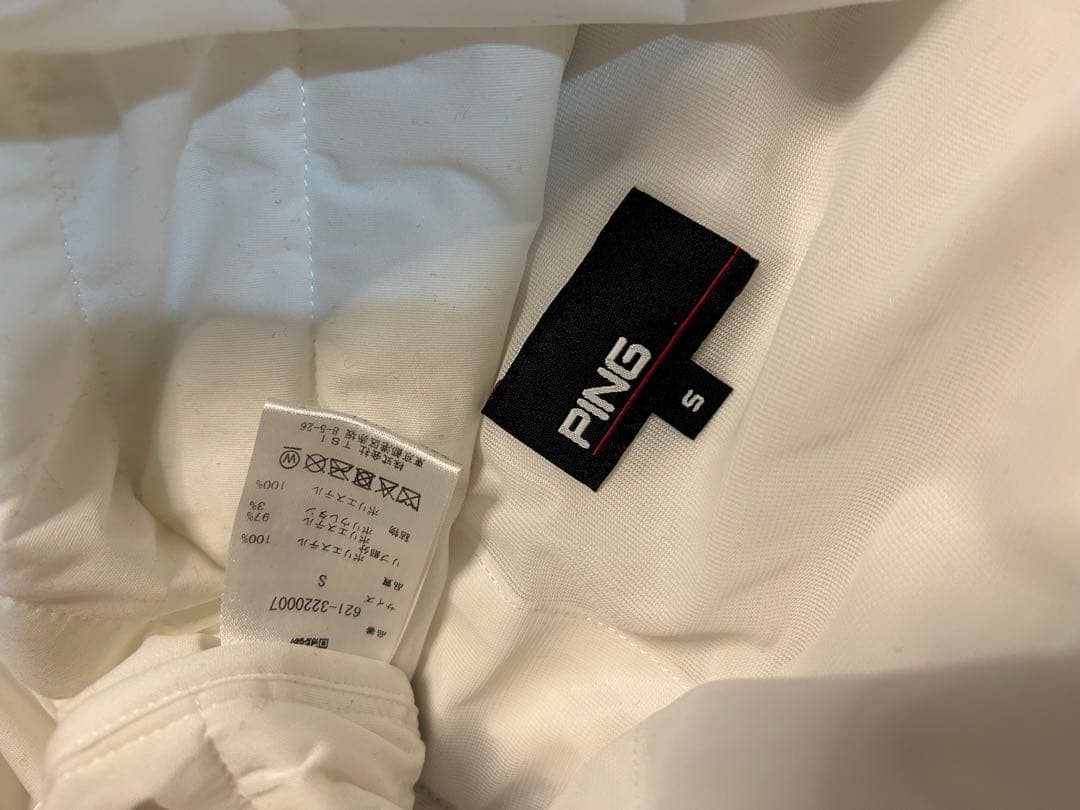 PING
S
品番
621-3220007
サイズ
S
品質
ポリエステル 100%
リブ部分
ポリエステル 97%
ポリウレタン 3%
詰物
ポリエステル 100%
W
株式会社 TSI
東京都港区赤坂 8-5-26